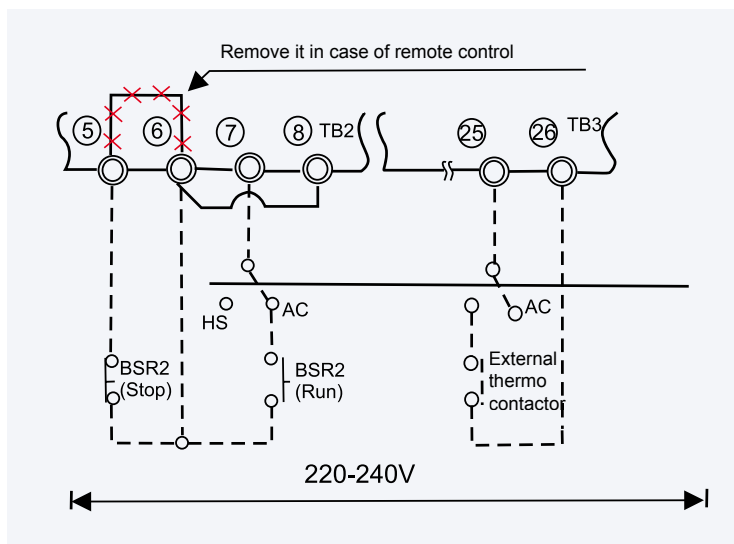 Remove it in case of remote control
5 6 7 8 TB2 25 26 TB3
HS AC AC
BSR2
(Stop)
BSR2
(Run)
External
thermo
contactor
220-240V